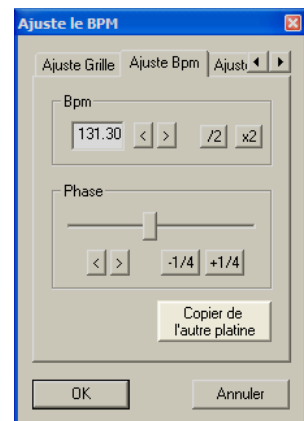 Ajuste le BPM
Ajuste Grille Ajuste Bpm Ajust
Bpm
131.30 < > /2 x2
Phase
< > -1/4 +1/4
Copier de
l'autre platine
OK Annuler